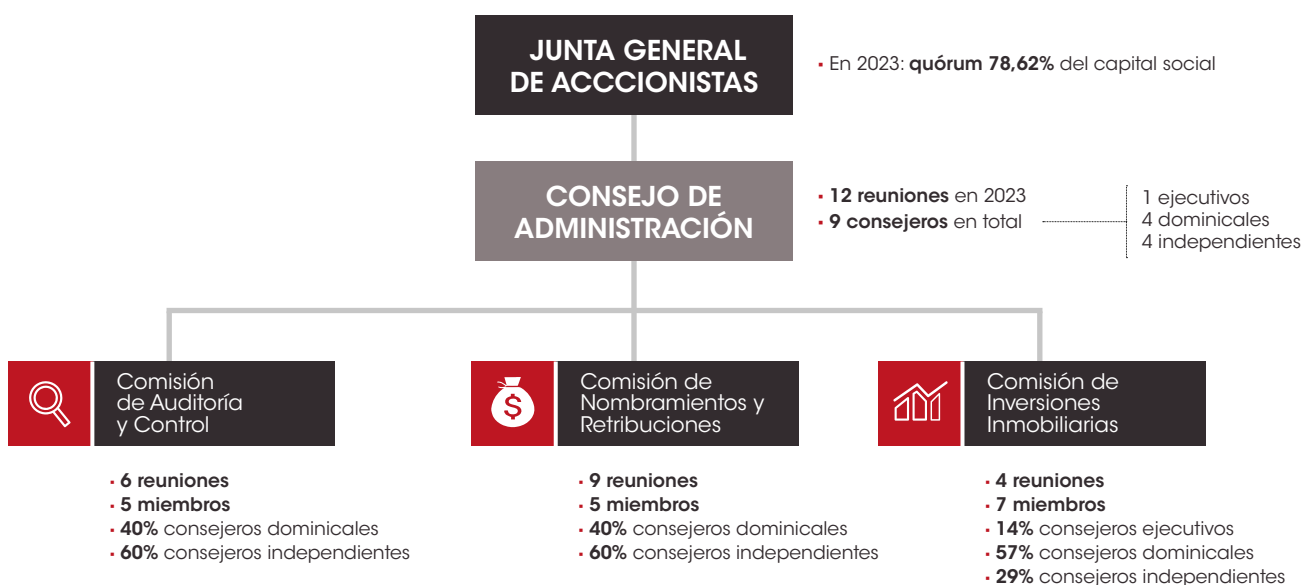 JUNTA GENERAL
DE ACCCIONISTAS
▪ En 2023: quórum 78,62% del capital social
CONSEJO DE
ADMINISTRACIÓN
▪ 12 reuniones en 2023
▪ 9 consejeros en total
1 ejecutivos
4 dominicales
4 independientes
Comisión
de Auditoría
y Control
▪ 6 reuniones
▪ 5 miembros
▪ 40% consejeros dominicales
▪ 60% consejeros independientes
$
Comisión de
Nombramientos y
Retribuciones
▪ 9 reuniones
▪ 5 miembros
▪ 40% consejeros dominicales
▪ 60% consejeros independientes
Comisión de
Inversiones
Inmobiliarias
▪ 4 reuniones
▪ 7 miembros
▪ 14% consejeros ejecutivos
▪ 57% consejeros dominicales
▪ 29% consejeros independientes